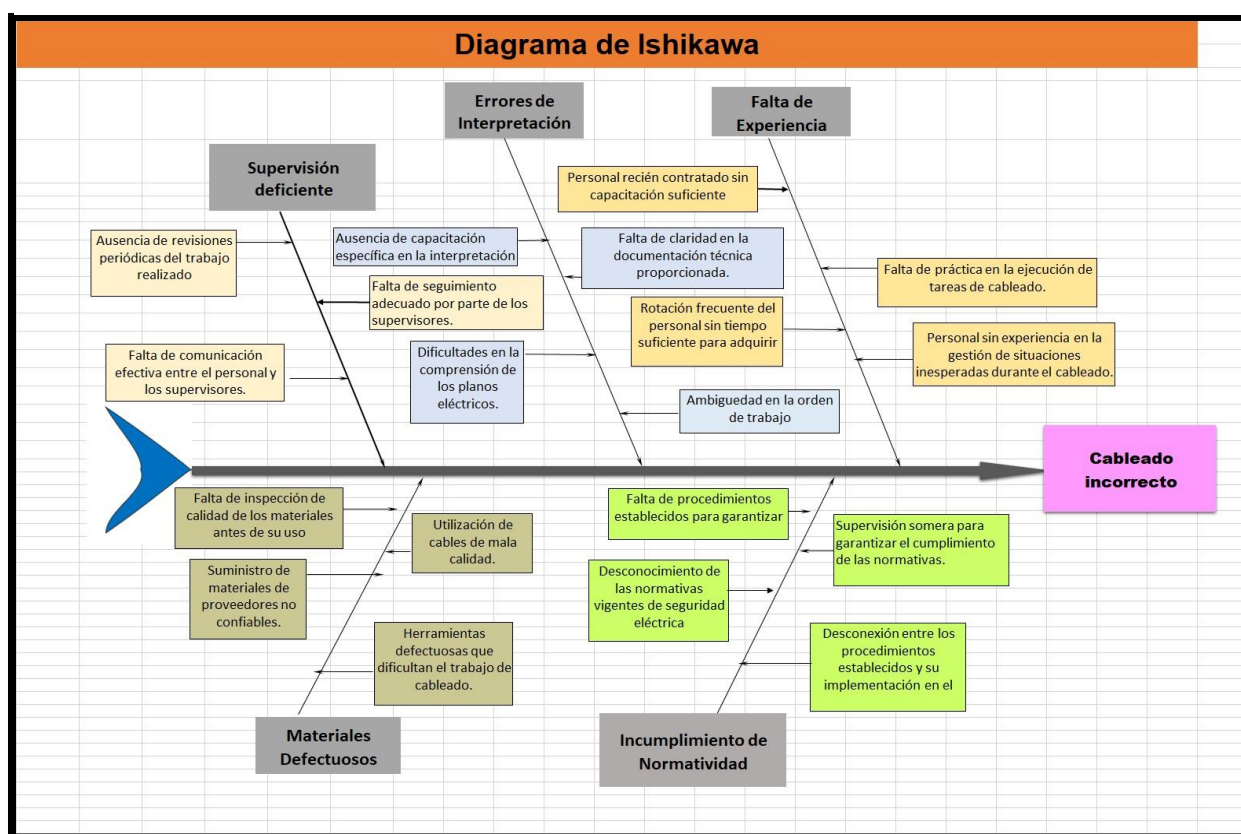 Diagrama de Ishikawa
Errores de
Interpretación
Falta de
Experiencia
Supervisión
deficiente
Personal recién contratado sin
capacitación suficiente
Ausencia de revisiones
periódicas del trabajo
realizado
Ausencia de capacitación
específica en la interpretación
Falta de claridad en la
documentación técnica
proporcionada.
Falta de práctica en la ejecución de
tareas de cableado.
Falta de seguimiento
adecuado por parte de los
supervisores.
Rotación frecuente del
personal sin tiempo
suficiente para adquirir
Falta de comunicación
efectiva entre el personal y
los supervisores.
Dificultades en la
comprensión de
los planos
eléctricos.
Personal sin experiencia en la
gestión de situaciones
inesperadas durante el cableado.
Ambiguedad en la orden
de trabajo
Cableado
incorrecto
Falta de inspección de
calidad de los materiales
antes de su uso
Utilización de
cables de mala
calidad.
Falta de procedimientos
establecidos para garantizar
Supervisión somera para
garantizar el cumplimiento
de las normativas.
Suministro de
materiales de
proveedores no
confiables.
Desconocimiento de
las normativas
vigentes de seguridad
eléctrica
Herramientas
defectuosas que
dificultan el trabajo de
cableado.
Desconexión entre los
procedimientos
establecidos y su
implementación en el
Materiales
Defectuosos
Incumplimiento de
Normatividad